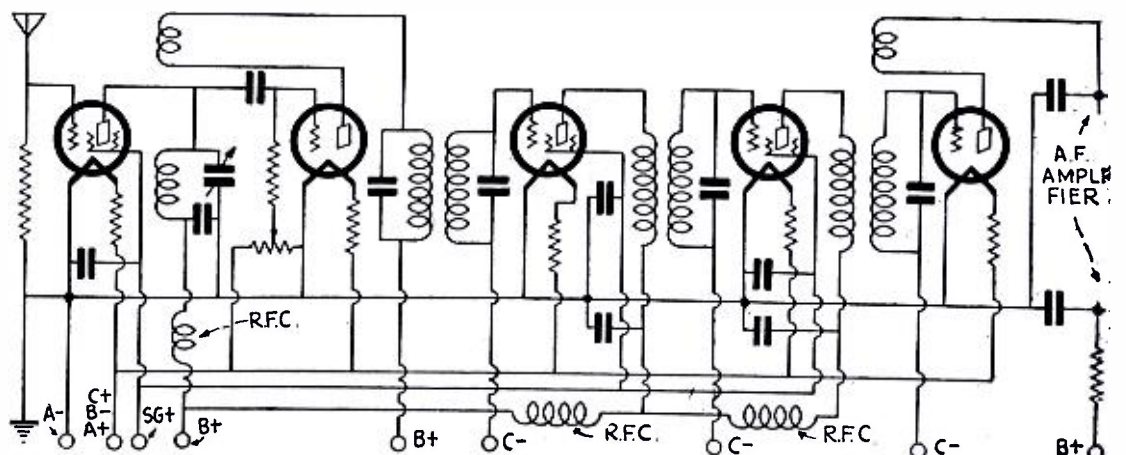 A.F.
AMPLI
FIER
R.F.C.
A-
C+
B-
A+
SG+
B+
B+
C-
R.F.C.
C-
R.F.C
C-
B+